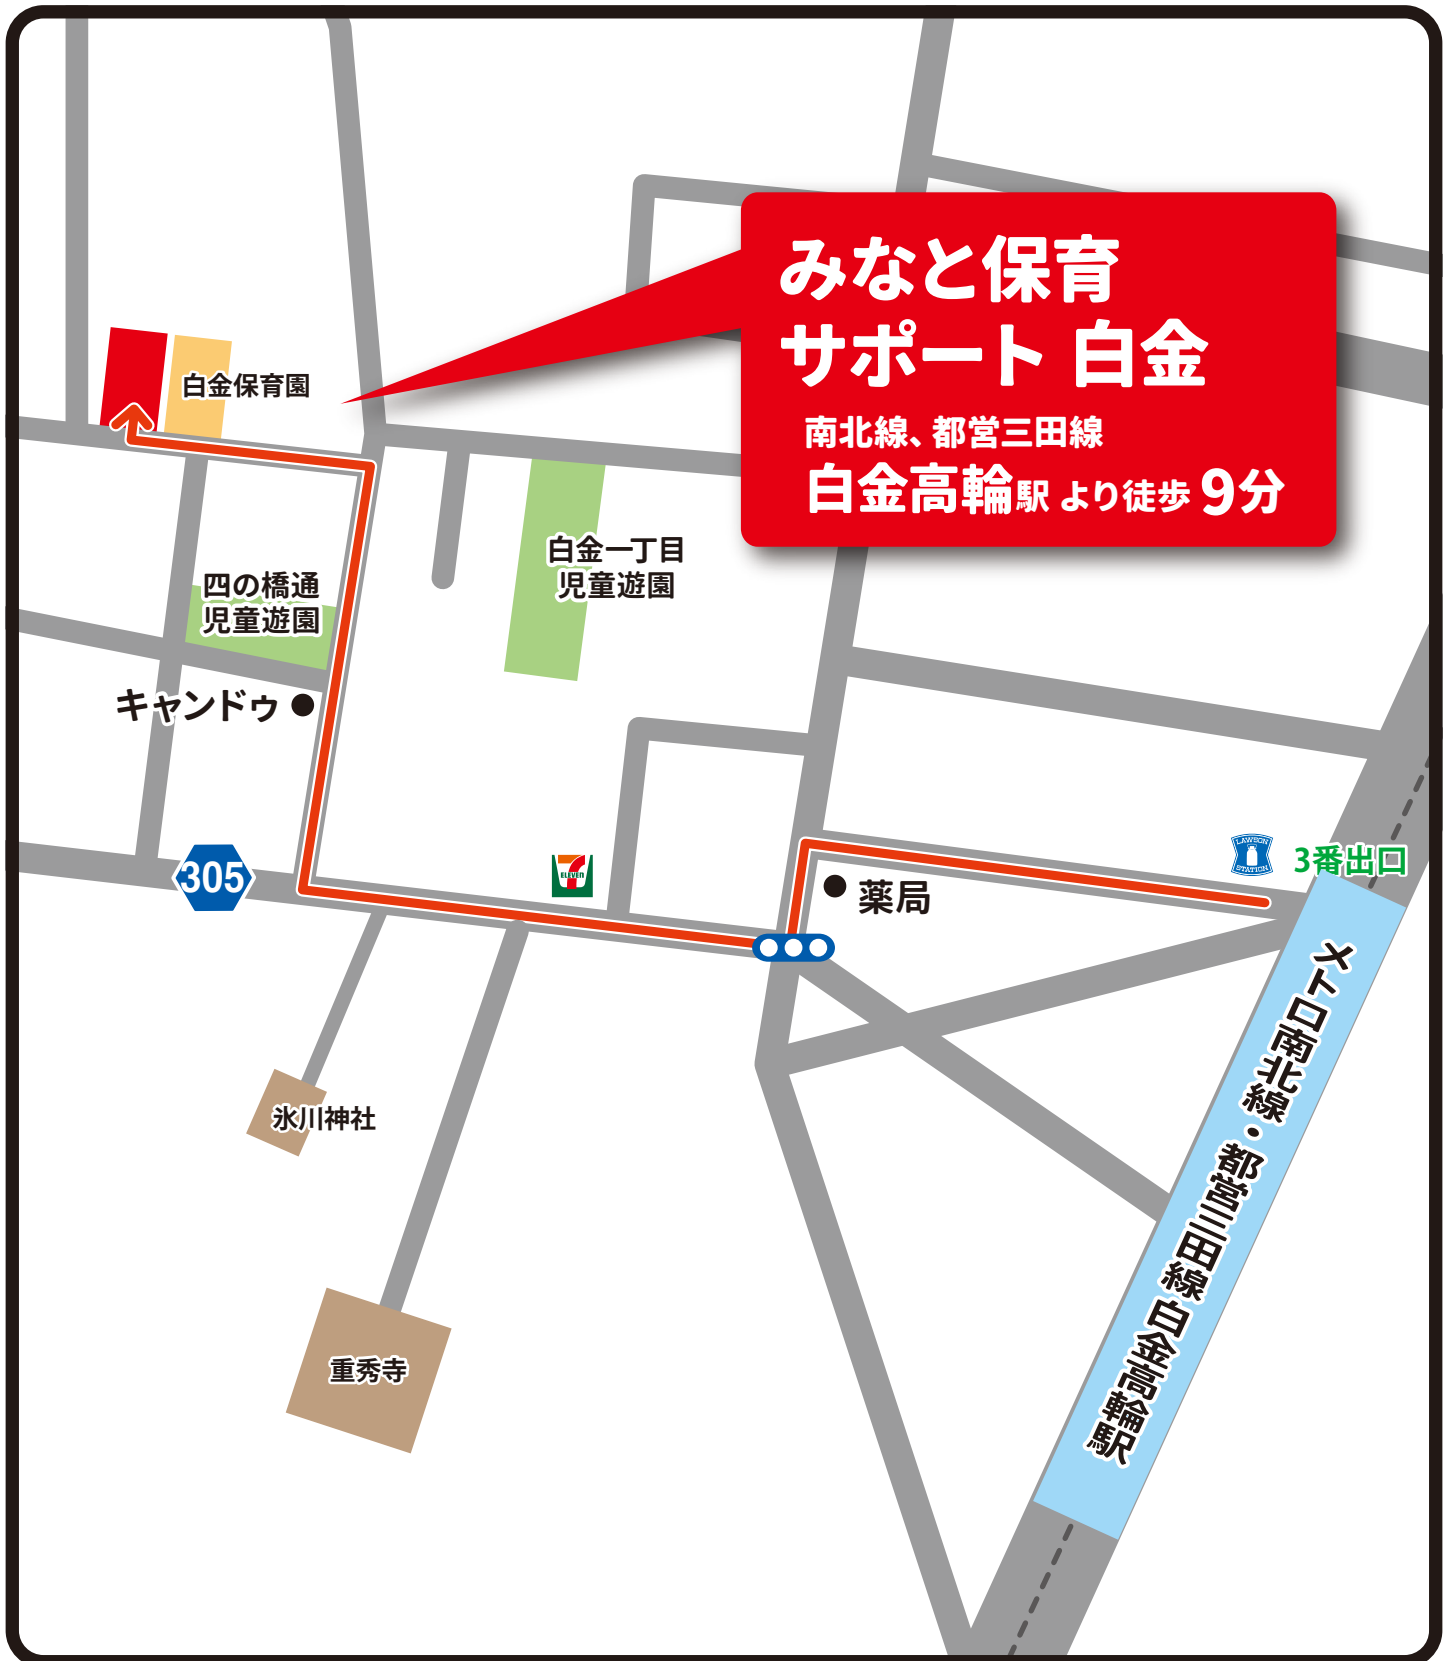 みなと保育
サポート 白金
南北線、都営三田線
白金高輪駅 より徒歩 9分
白金保育園
白金一丁目
児童遊園
四の橋通
児童遊園
キャンドゥ
305
7
ELEVEN
LAWSON
STATION
3番出口
薬局
メトロ南北線・都営三田線 白金高輪駅
氷川神社
重秀寺